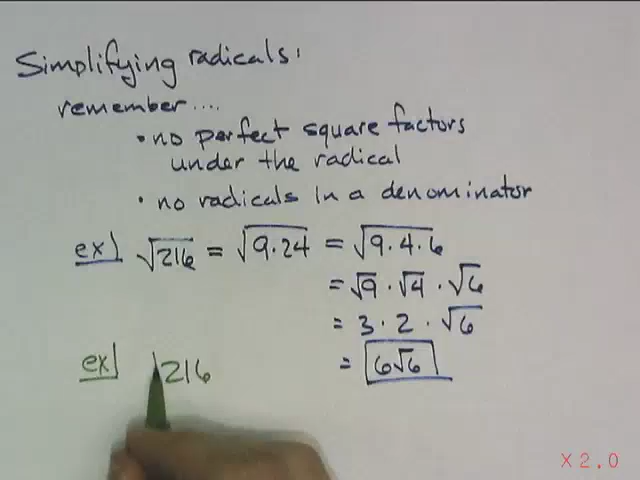 Simplifying radicals:
remember....
• no perfect square factors
under the radical
• no radicals in a denominator
ex) √216 = √9·24 = √9·4·6
= √9 · √4 · √6
= 3 · 2 · √6
= 6√6
ex) 216
X2.0